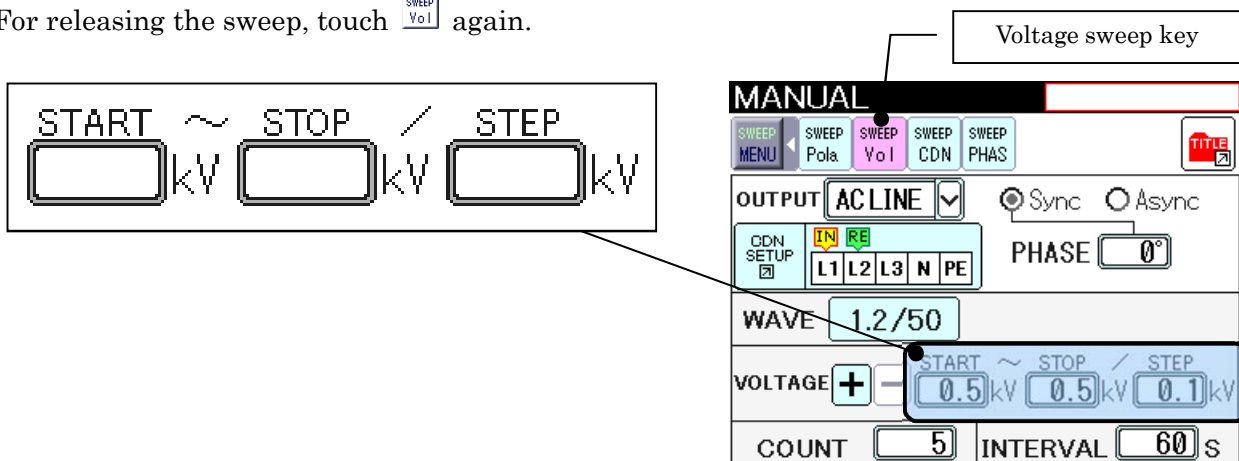 For releasing the sweep, touch SWEEP Vol again.
Voltage sweep key
START ～ STOP ／ STEP
kV kV kV
MANUAL
SWEEP MENU SWEEP Pola SWEEP Vol SWEEP CDN SWEEP PHAS TITLE
OUTPUT AC LINE Sync Async
CDN SETUP IN RE
L1 L2 L3 N PE
PHASE 0°
WAVE 1.2/50
START ～ STOP ／ STEP
VOLTAGE + - 0.5 kV 0.5 kV 0.1 kV
COUNT 5 INTERVAL 60 s